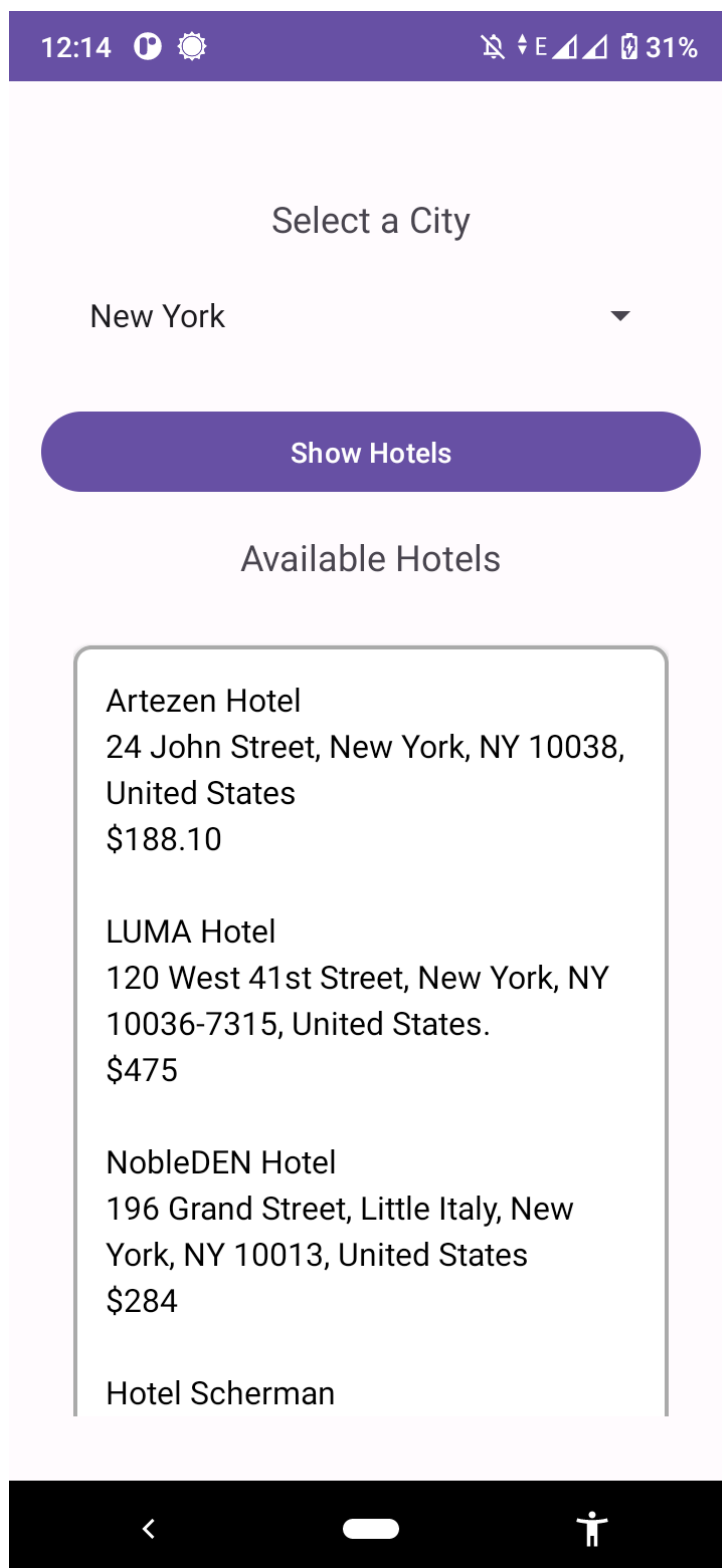 12:14 E 31%
Select a City
New York
Show Hotels
Available Hotels
Artezen Hotel
24 John Street, New York, NY 10038,
United States
$188.10
LUMA Hotel
120 West 41st Street, New York, NY
10036-7315, United States.
$475
NobleDEN Hotel
196 Grand Street, Little Italy, New
York, NY 10013, United States
$284
Hotel Scherman